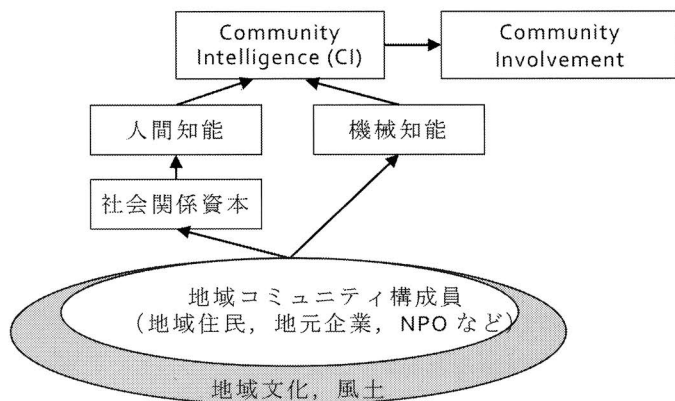 Community
Intelligence (CI)
Community
Involvement
人間知能
機械知能
社会関係資本
地域コミュニティ構成員
（地域住民，地元企業，NPO など）
地域文化，風土